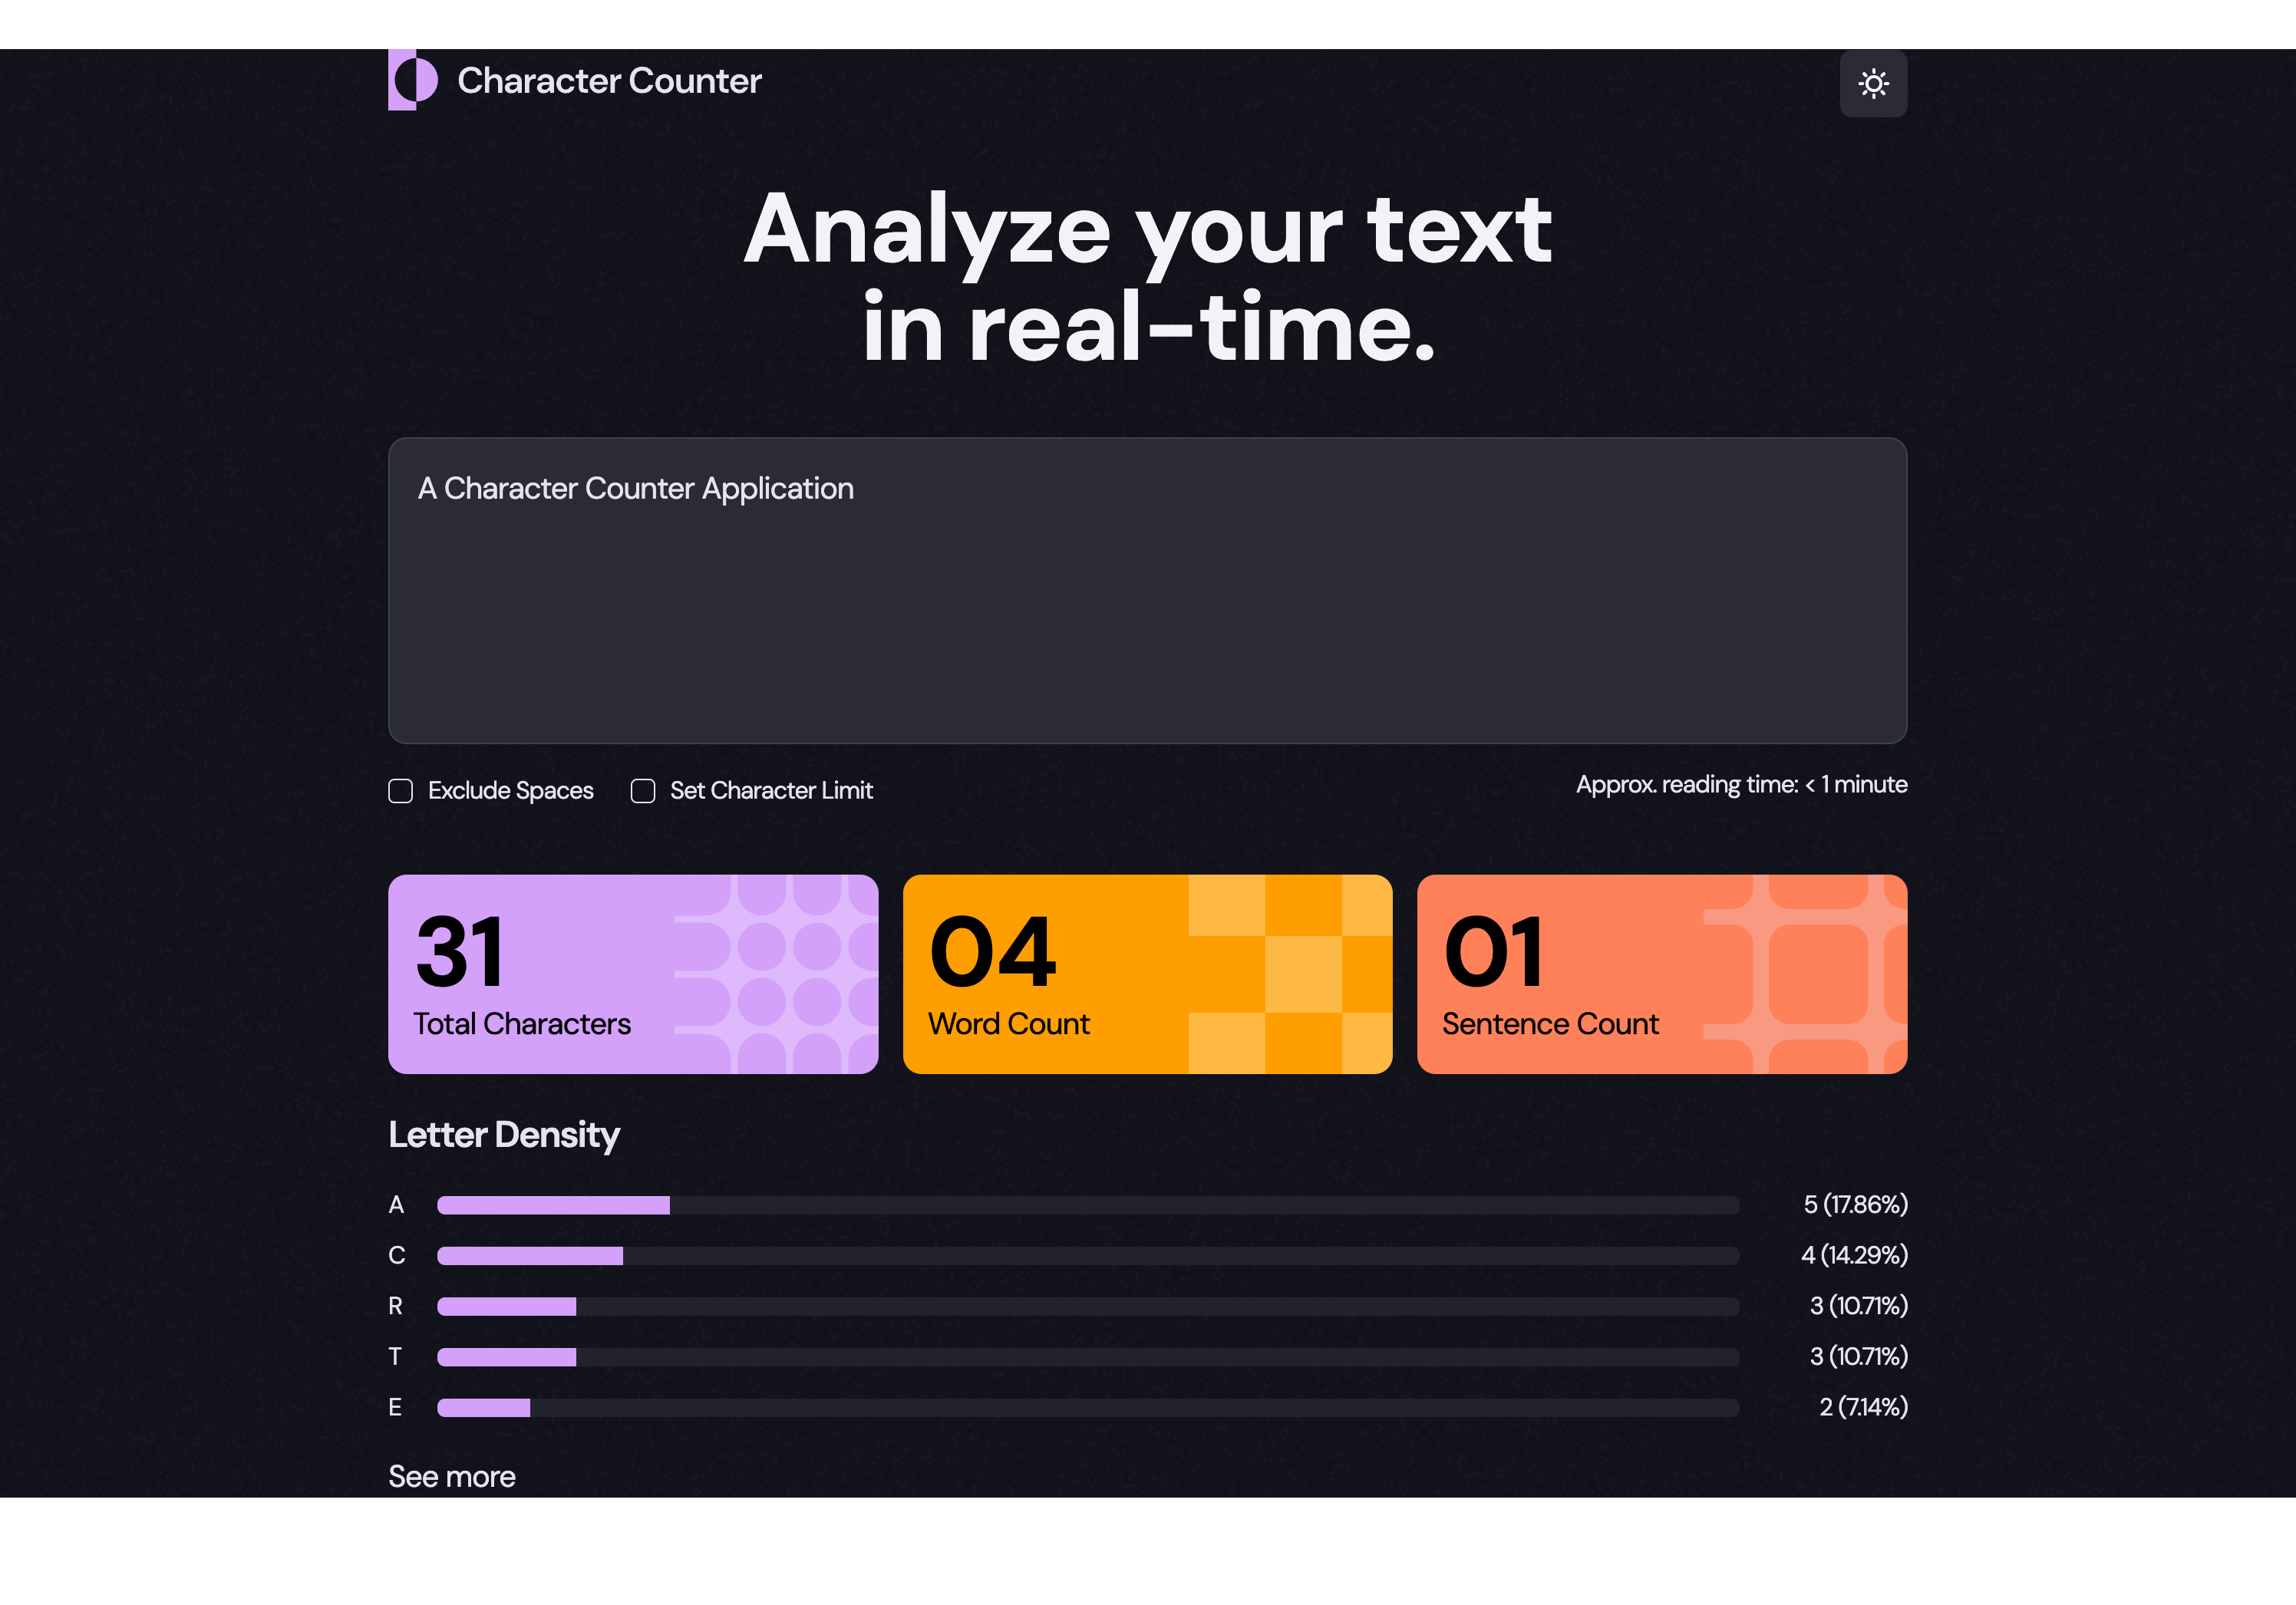 Character Counter
Analyze your text
in real-time.
A Character Counter Application
Exclude Spaces
Set Character Limit
Approx. reading time: < 1 minute
31
Total Characters
04
Word Count
01
Sentence Count
Letter Density
A 5 (17.86%)
C 4 (14.29%)
R 3 (10.71%)
T 3 (10.71%)
E 2 (7.14%)
See more